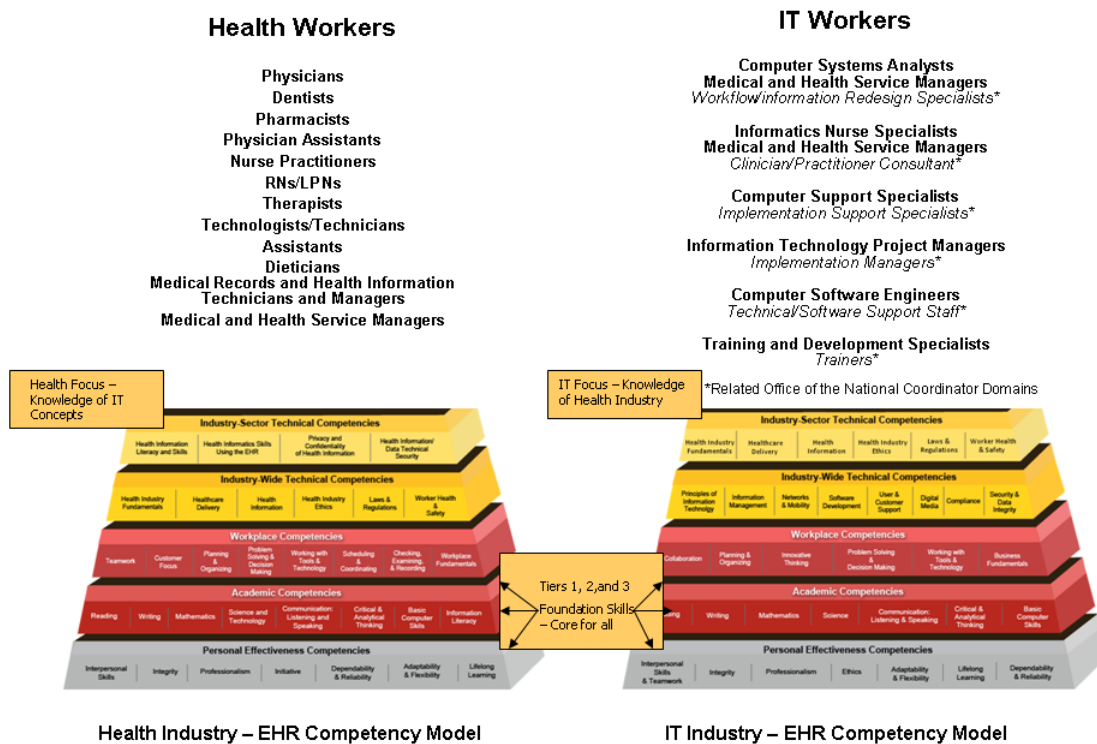 Health Workers
Physicians
Dentists
Pharmacists
Physician Assistants
Nurse Practitioners
RNs/LPNs
Therapists
Technologists/Technicians
Assistants
Dieticians
Medical Records and Health Information
Technicians and Managers
Medical and Health Service Managers
IT Workers
Computer Systems Analysts
Medical and Health Service Managers
Workflow/information Redesign Specialists*
Informatics Nurse Specialists
Medical and Health Service Managers
Clinician/Practitioner Consultant*
Computer Support Specialists
Implementation Support Specialists*
Information Technology Project Managers
Implementation Managers*
Computer Software Engineers
Technical/Software Support Staff*
Training and Development Specialists
Trainers*
*Related Office of the National Coordinator Domains
Health Focus –
Knowledge of IT
Concepts
Industry-Sector Technical Competencies
Health Information
Literacy and Skills
Health Informatics Skills
Using the EHR
Privacy and
Confidentiality
of Health Information
Health Information/
Data Technical
Security
Industry-Wide Technical Competencies
Health Industry
Fundamentals
Healthcare
Delivery
Health
Information
Health Industry
Ethics
Laws &
Regulations
Worker Health
&
Safety
Workplace Competencies
Teamwork
Customer
Focus
Planning
&
Organizing
Problem
Solving &
Decision
Making
Working with
Tools &
Technology
Scheduling
&
Coordinating
Checking,
Examining,
& Recording
Workplace
Fundamentals
Academic Competencies
Reading
Writing
Mathematics
Science and
Technology
Communication:
Listening and
Speaking
Critical &
Analytical
Thinking
Basic
Computer
Skills
Information
Literacy
Personal Effectiveness Competencies
Interpersonal
Skills
Integrity
Professionalism
Initiative
Dependability
& Reliability
Adaptability
& Flexibility
Lifelong
Learning
Health Industry – EHR Competency Model
Tiers 1, 2,and 3
Foundation Skills
– Core for all
IT Focus – Knowledge
of Health Industry
Industry-Sector Technical Competencies
Health Industry
Fundamentals
Healthcare
Delivery
Health
Information
Health Industry
Ethics
Laws &
Regulations
Worker Health
& Safety
Industry-Wide Technical Competencies
Principles of
Information
Technolgy
Information
Management
Networks
& Mobility
Software
Development
User &
Customer
Support
Digital
Media
Compliance
Security &
Data
Integrity
Workplace Competencies
Collaboration
Planning &
Organizing
Innovative
Thinking
Problem Solving
&
Decision Making
Working with
Tools &
Technology
Business
Fundamentals
Academic Competencies
Writing
Mathematics
Science
Communication:
Listening & Speaking
Critical &
Analytical
Thinking
Basic
Computer
Skills
Personal Effectiveness Competencies
Interpersonal
Skills
& Teamwork
Integrity
Professionalism
Ethics
Adaptability
& Flexibility
Lifelong
Learning
Dependability
& Reliability
IT Industry – EHR Competency Model